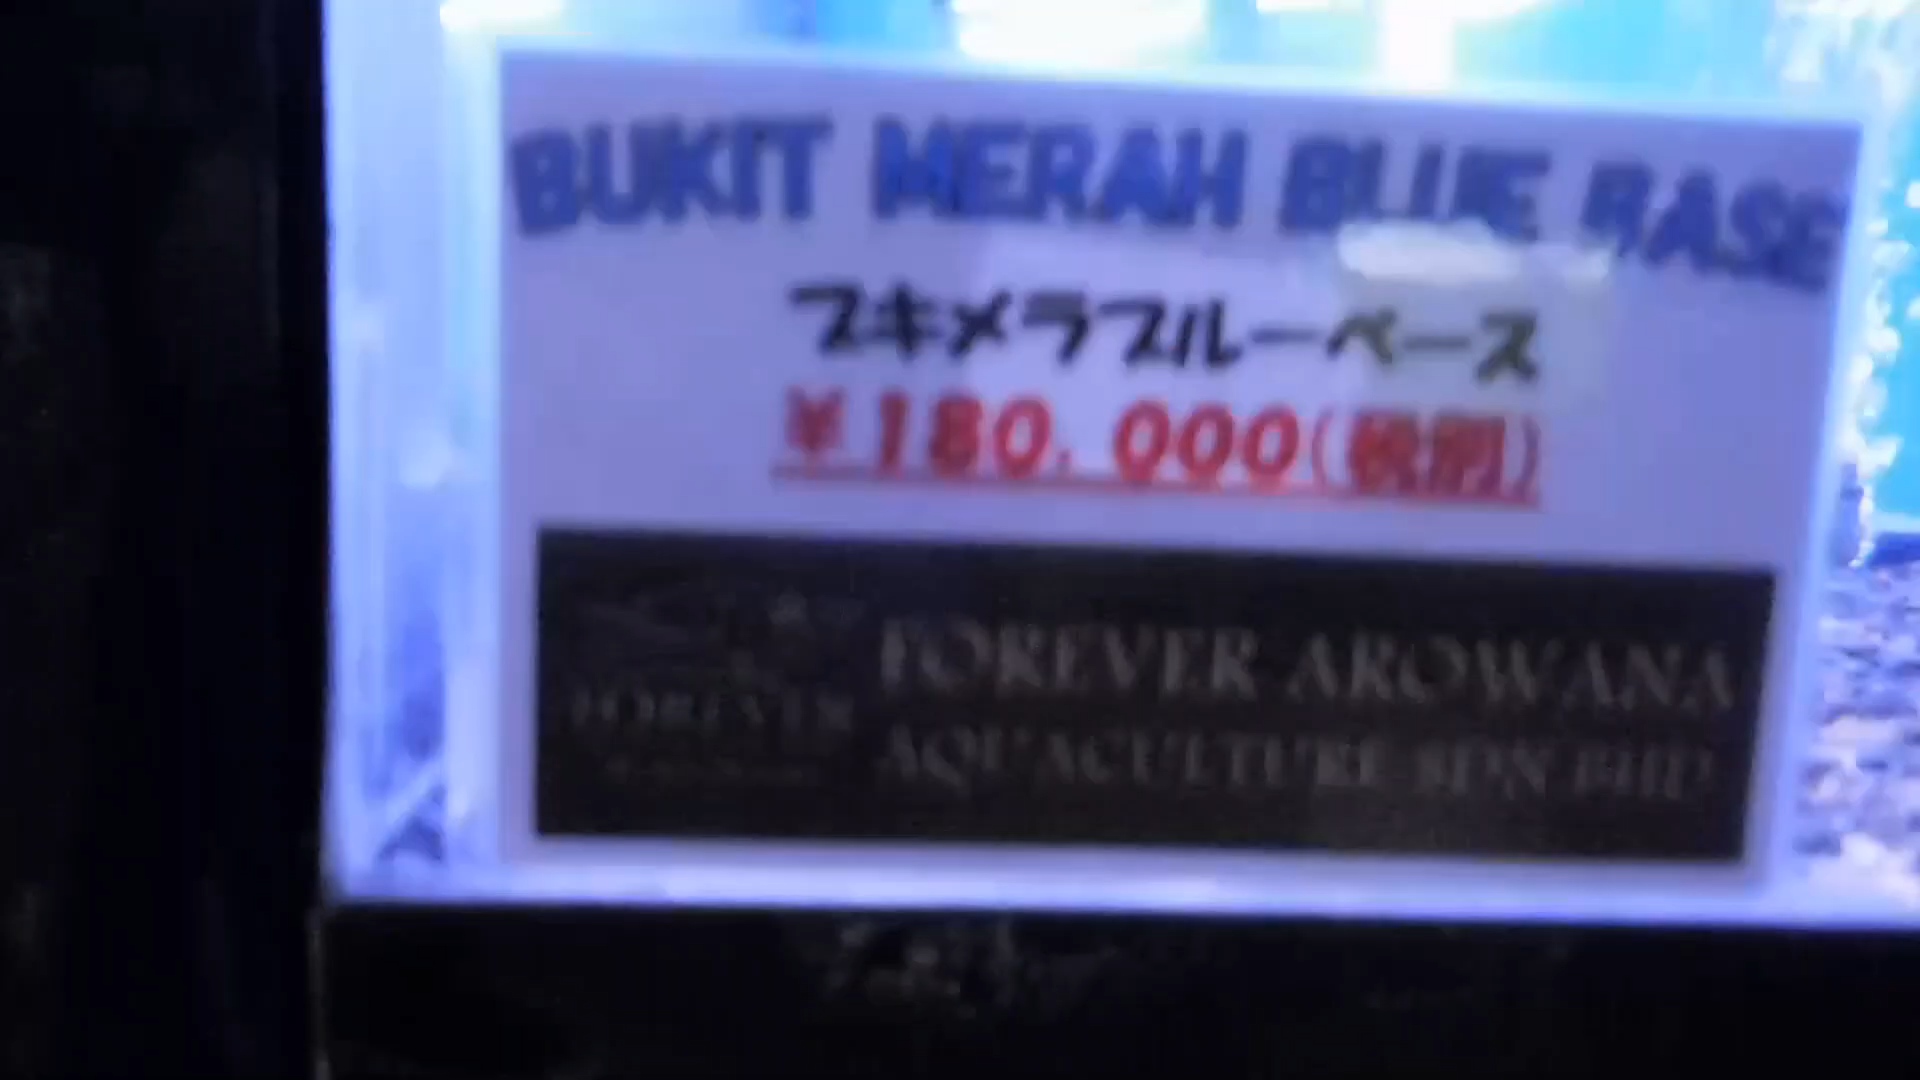 BUKIT MERAH BLUE BASE
ブキメラブルーベース
¥180,000(税別)
FOREVER
FOREVER AROWANA
AQUACULTURE SDN BHD